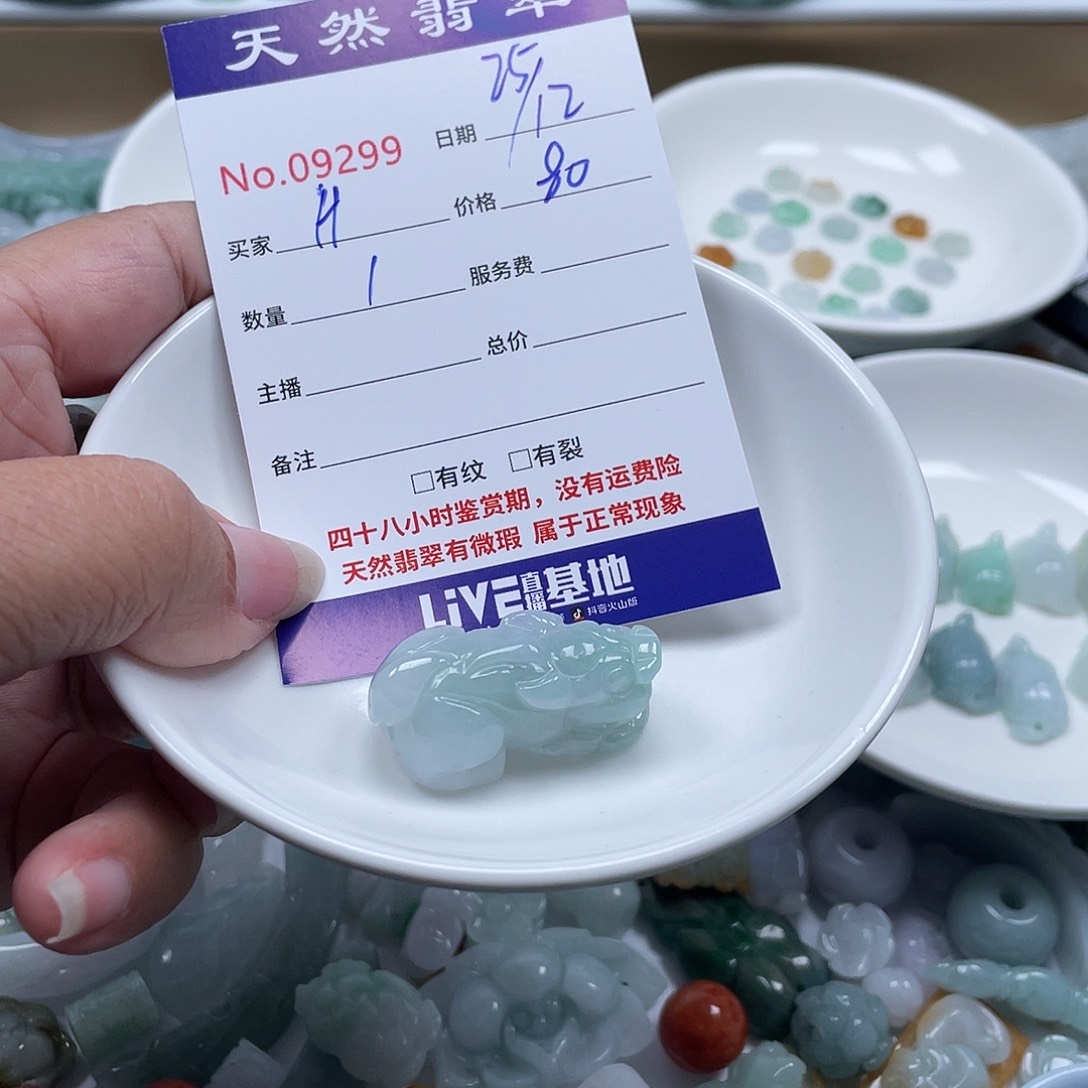 天然翡翠
No.09299 日期 25/12
买家 H 价格 80
数量 1 服务费
主播 总价
备注 □有纹 □有裂
四十八小时鉴赏期，没有运费险
天然翡翠有微瑕 属于正常现象
LiVE直播基地
抖音火山版